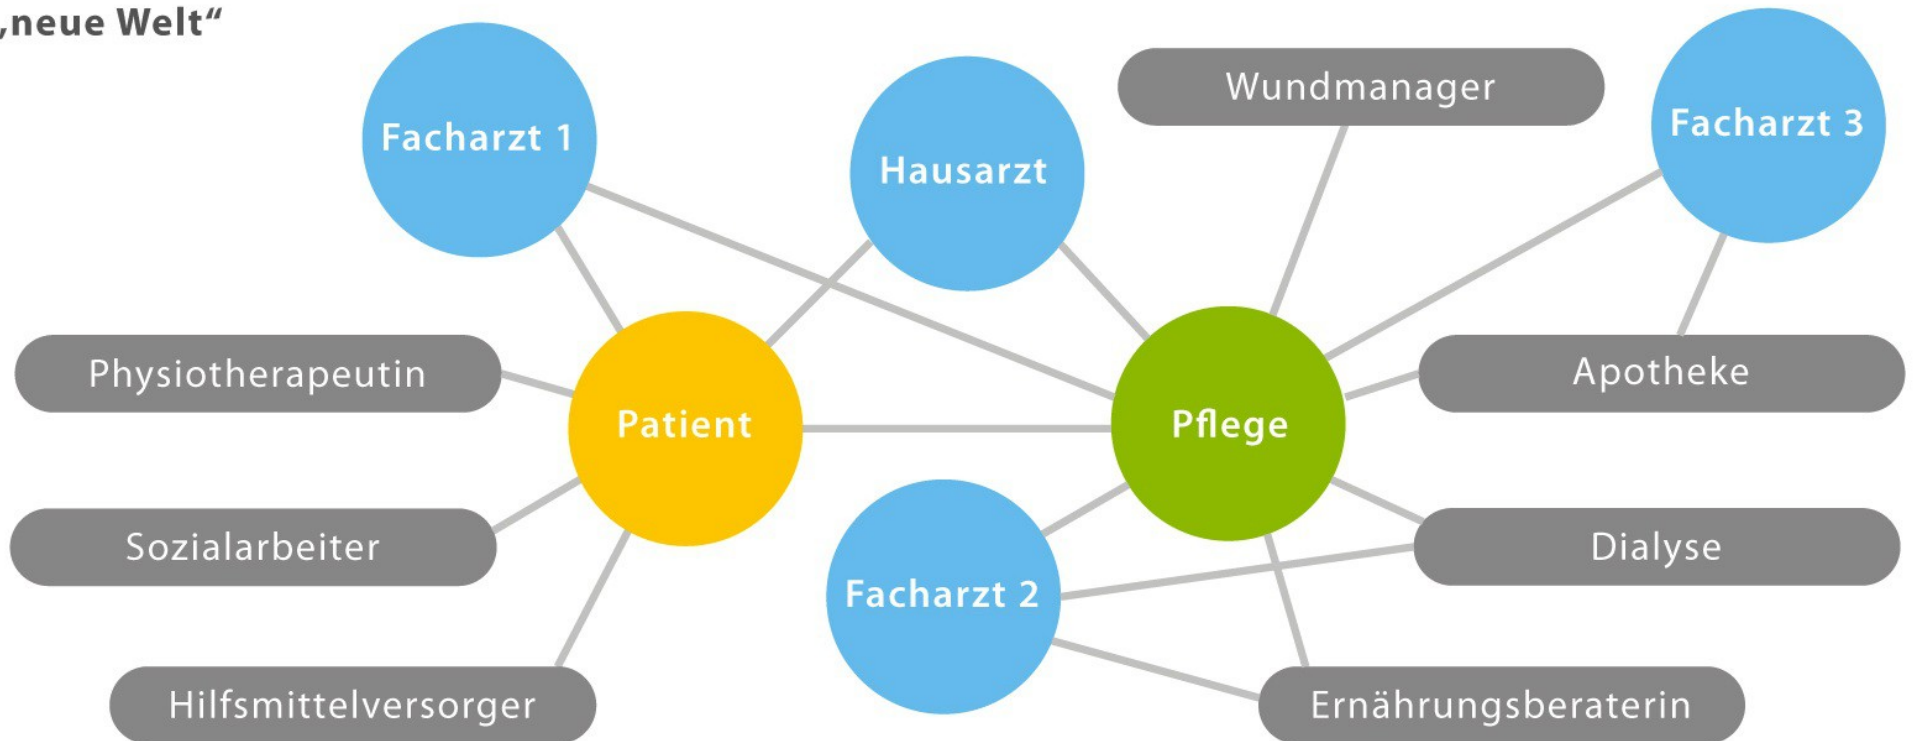 „neue Welt“
Facharzt 1
Hausarzt
Wundmanager
Facharzt 3
Physiotherapeutin
Patient
Pflege
Apotheke
Sozialarbeiter
Facharzt 2
Dialyse
Hilfsmittelversorger
Ernährungsberaterin